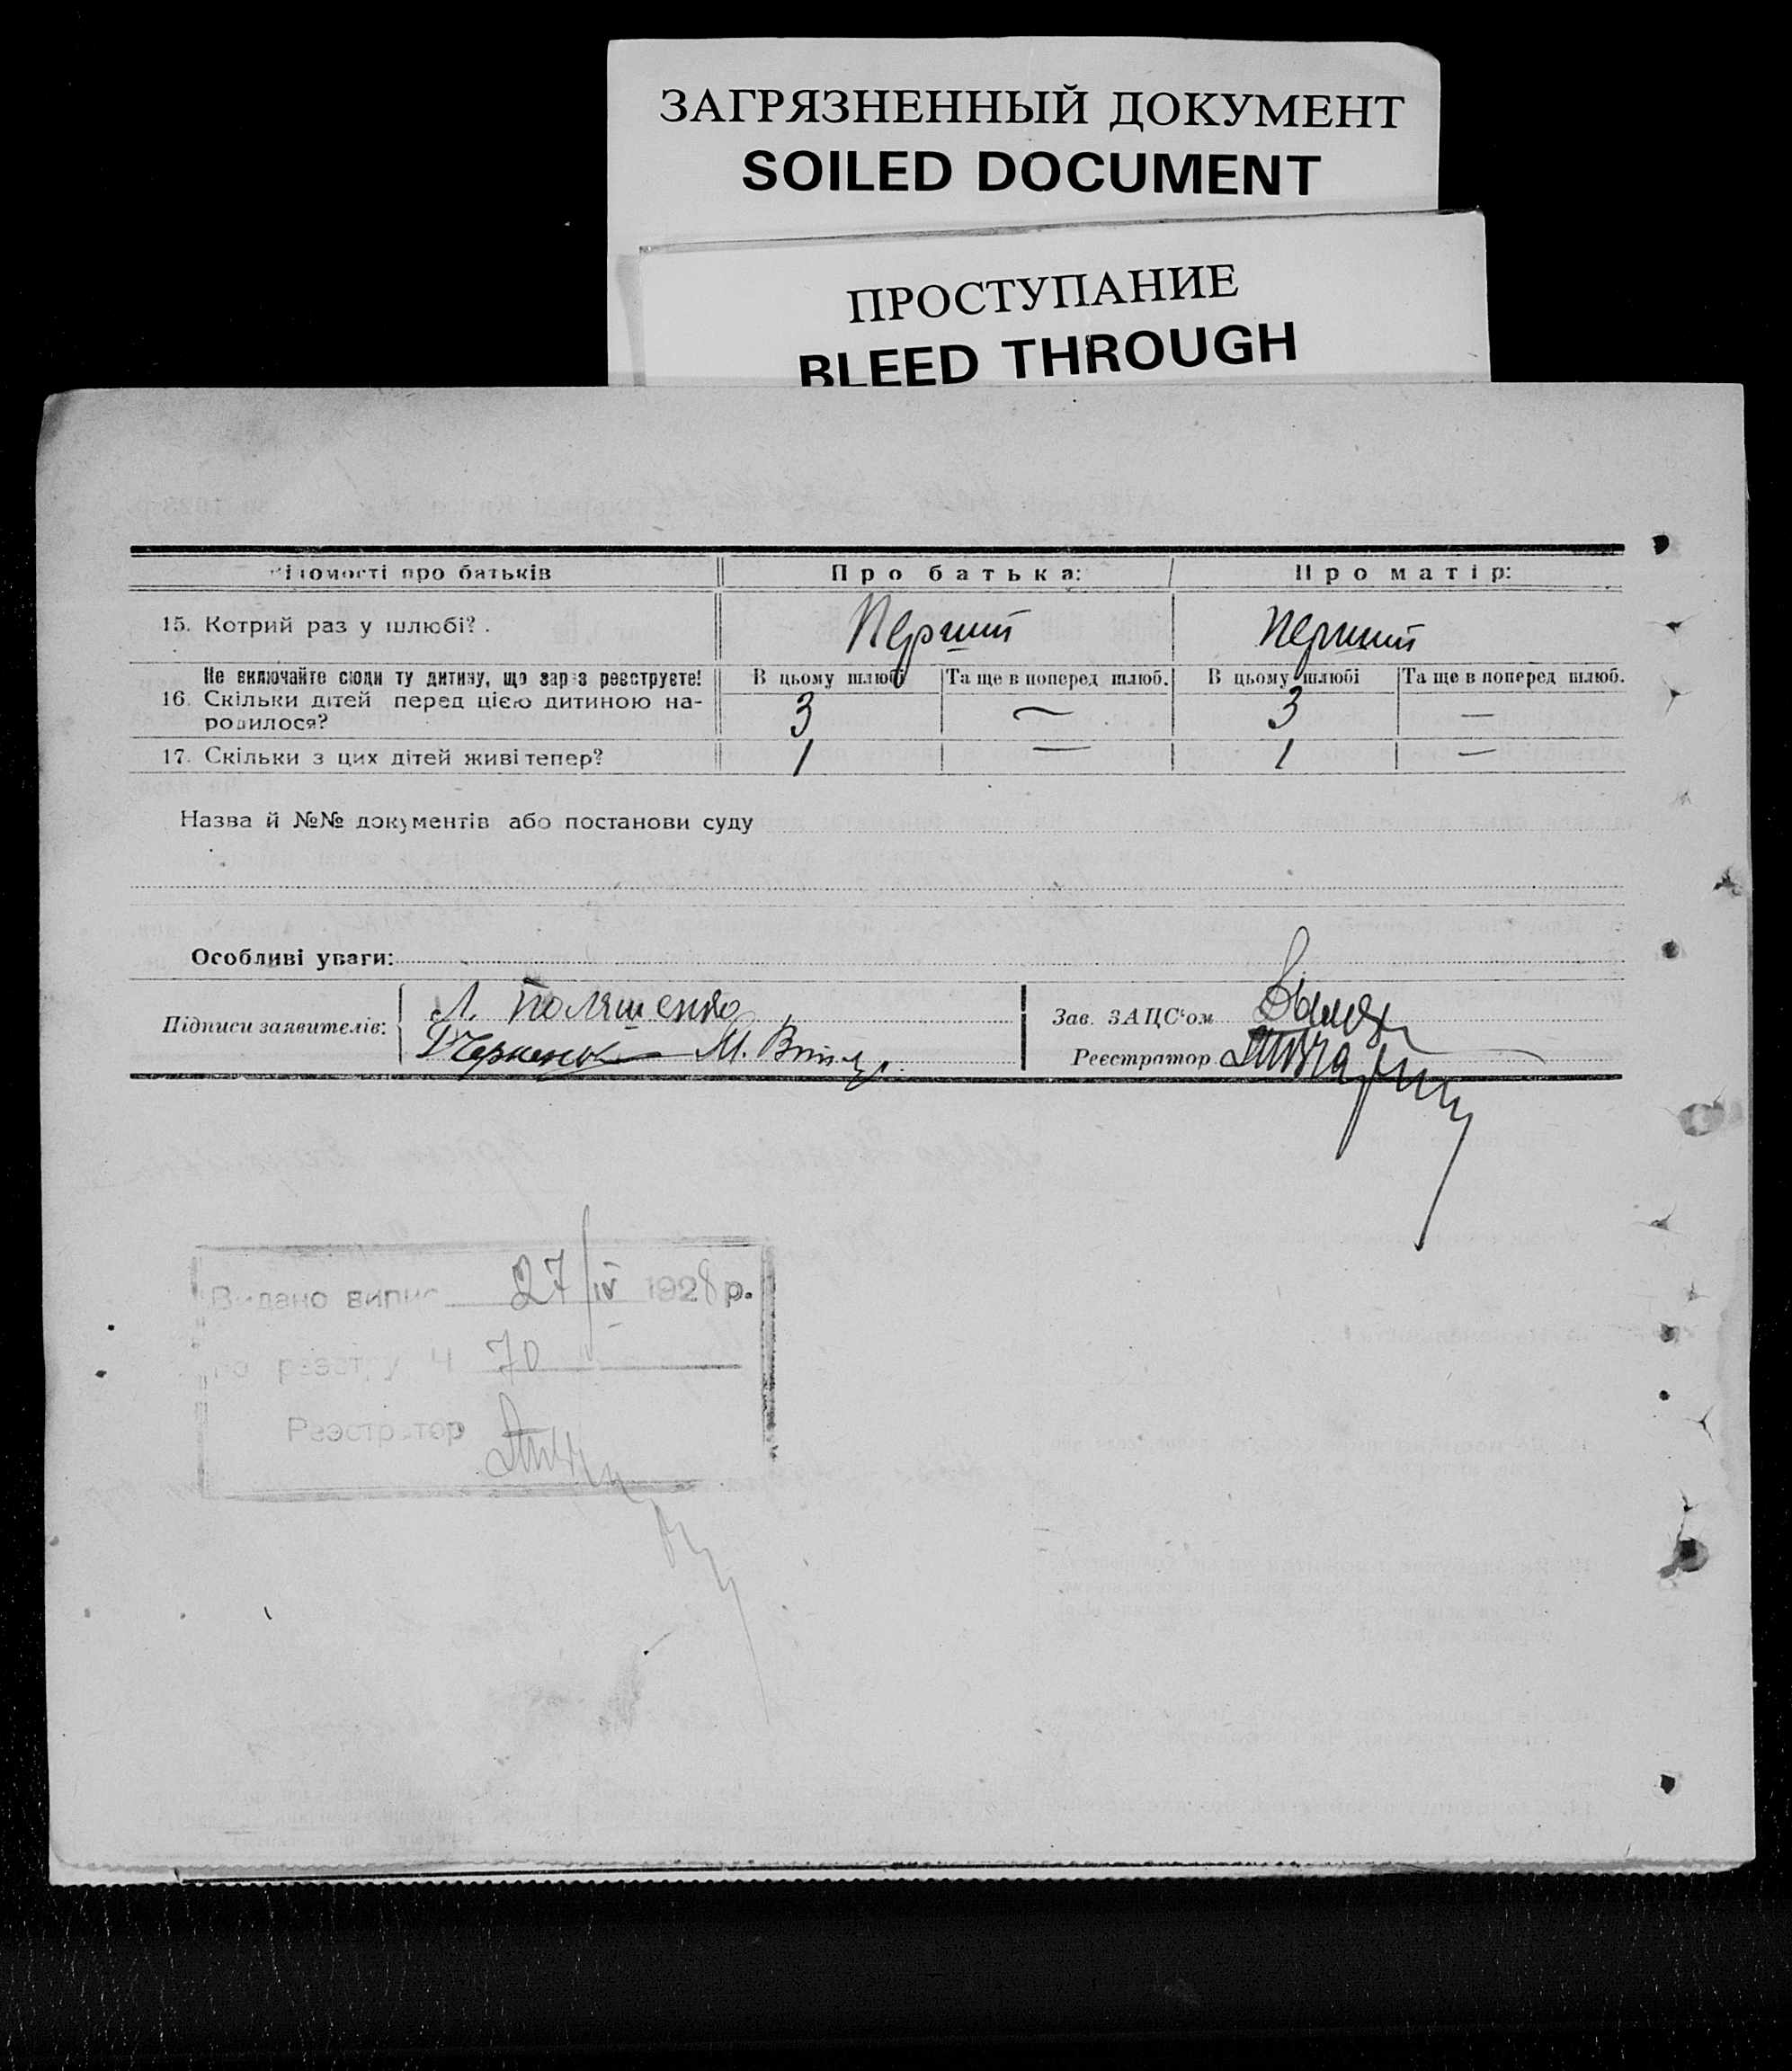 ЗАГРЯЗНЕННЫЙ ДОКУМЕНТ
SOILED DOCUMENT
ПРОСТУПАНИЕ
BLEED THROUGH
ідомості про батьків Про батька: Про матір:
15. Котрий раз у шлюбі? . Перший Перший
Не включайте сюди ту дитину, що зараз реєструєте! В цьому шлюбі Та ще в поперед шлюб. В цьому шлюбі Та ще в поперед шлюб.
16. Скільки дітей перед цією дитиною на-
родилося? 3 — 3 —
17. Скільки з цих дітей живі тепер? 1 — 1 —
Назва й №№ документів або постанови суду
Особливі уваги:
Підписи заявителів: Л. Поляшенко
М.
Зав. ЗАЦС'ом
Реєстратор
Видано випис 27/IV 1928 р.
по реєстру Ч 70
Реєстратор